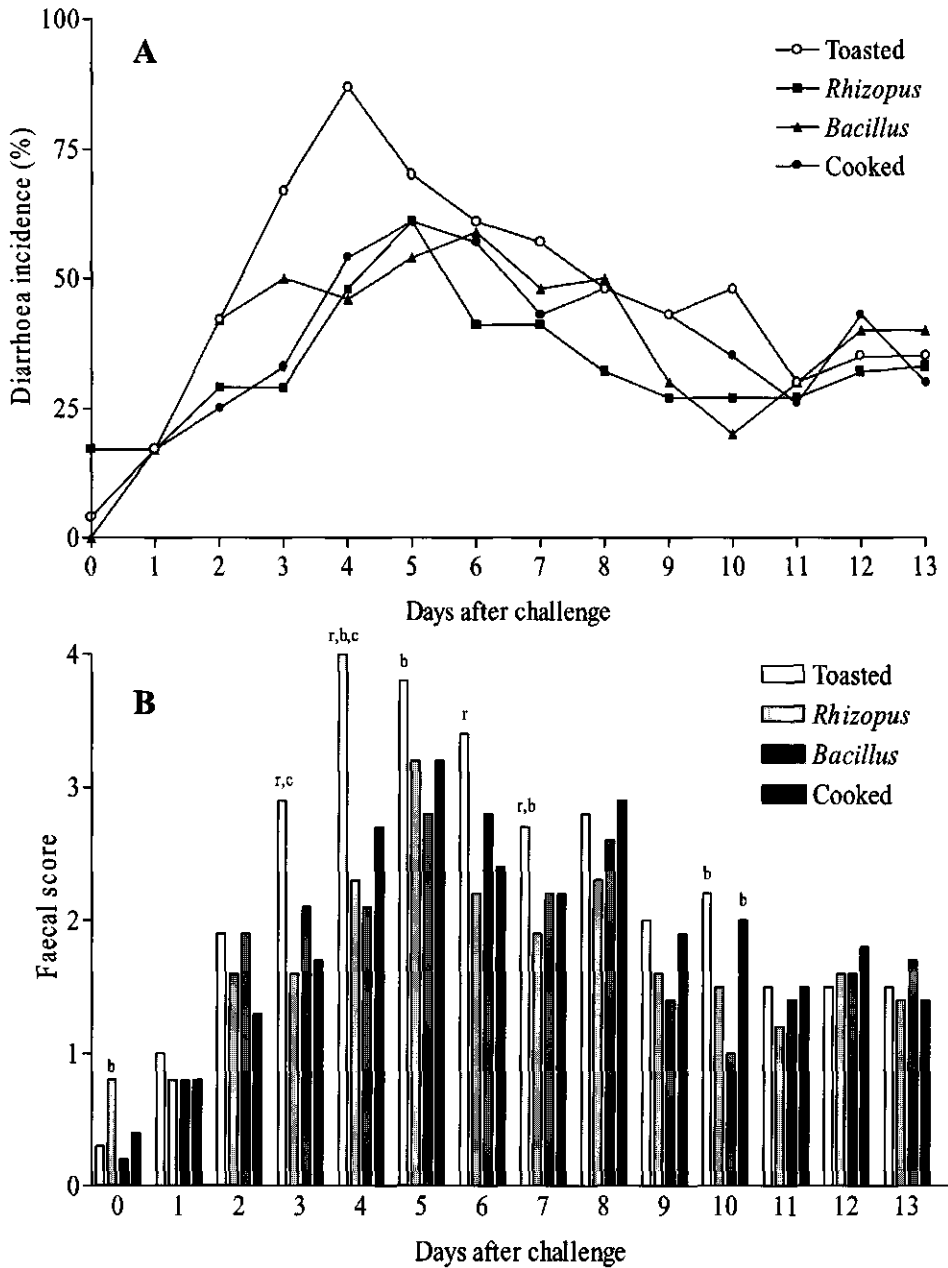 100
A
Toasted
Rhizopus
Bacillus
Cooked
75
50
25
0
Diarrhoea incidence (%)
0 1 2 3 4 5 6 7 8 9 10 11 12 13
Days after challenge
4
B
Toasted
Rhizopus
Bacillus
Cooked
3
2
1
0
Faecal score
b
r,c
r,b,c
b
r
r,b
b
b
0 1 2 3 4 5 6 7 8 9 10 11 12 13
Days after challenge